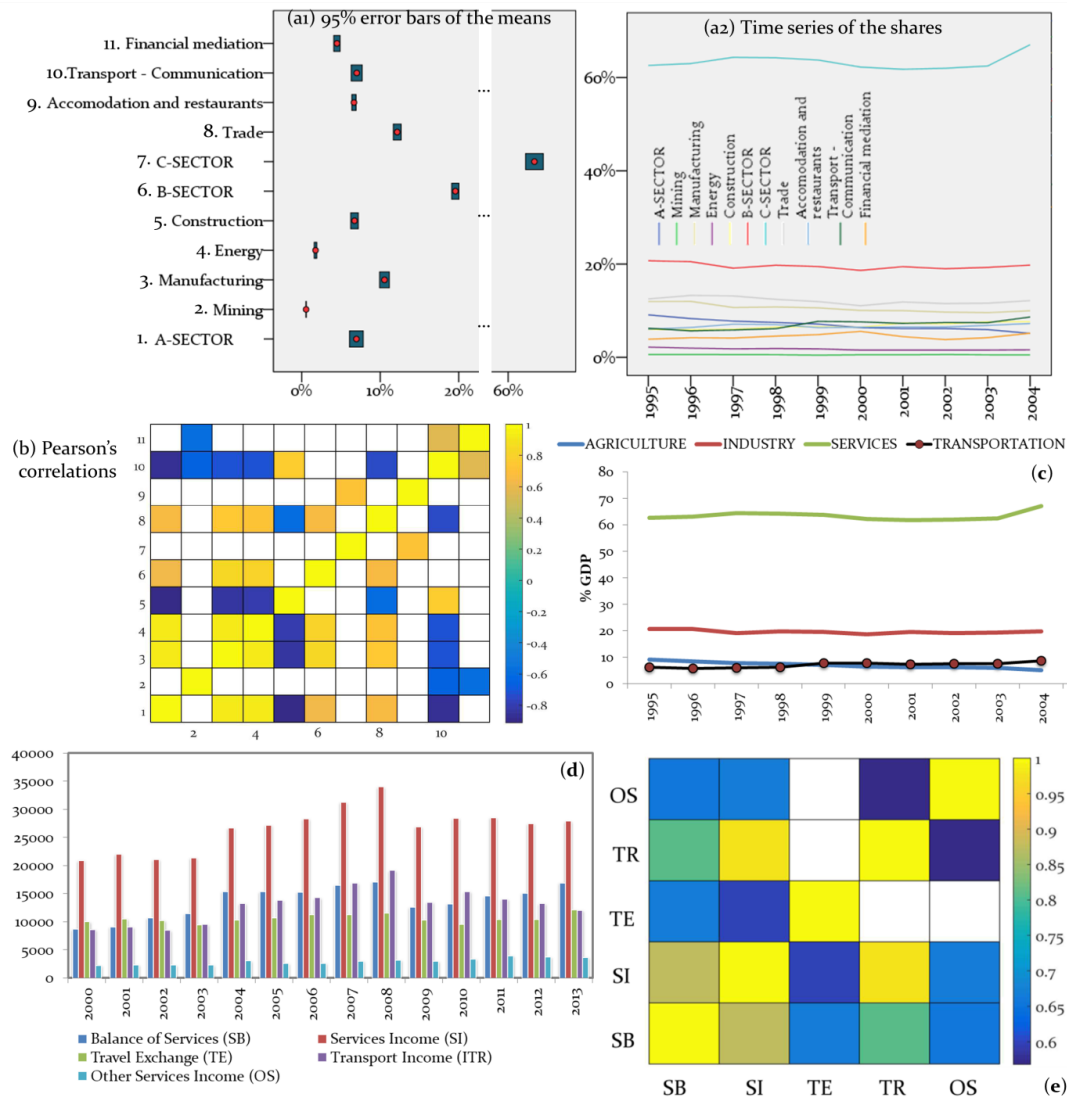 (a1) 95% error bars of the means
11. Financial mediation
10.Transport - Communication
9. Accomodation and restaurants
8. Trade
7. C-SECTOR
6. B-SECTOR
5. Construction
4. Energy
3. Manufacturing
2. Mining
1. A-SECTOR
...
...
...
0% 10% 20% 60%
(a2) Time series of the shares
60%
40%
20%
0%
A-SECTOR
Mining
Manufacturing
Energy
Construction
B-SECTOR
C-SECTOR
Trade
Accomodation and
restaurants
Transport -
Communication
Financial mediation
1995 1996 1997 1998 1999 2000 2001 2002 2003 2004
(b) Pearson's
correlations
11
10
9
8
7
6
5
4
3
2
1
2 4 6 8 10
1
0.8
0.6
0.4
0.2
0
-0.2
-0.4
-0.6
-0.8
AGRICULTURE INDUSTRY SERVICES TRANSPORTATION
(c)
% GDP
80
70
60
50
40
30
20
10
0
1995 1996 1997 1998 1999 2000 2001 2002 2003 2004
(d)
40000
35000
30000
25000
20000
15000
10000
5000
0
2000 2001 2002 2003 2004 2005 2006 2007 2008 2009 2010 2011 2012 2013
Balance of Services (SB) Services Income (SI)
Travel Exchange (TE) Transport Income (ITR)
Other Services Income (OS)
OS
TR
TE
SI
SB
SB SI TE TR OS
1
0.95
0.9
0.85
0.8
0.75
0.7
0.65
0.6
(e)